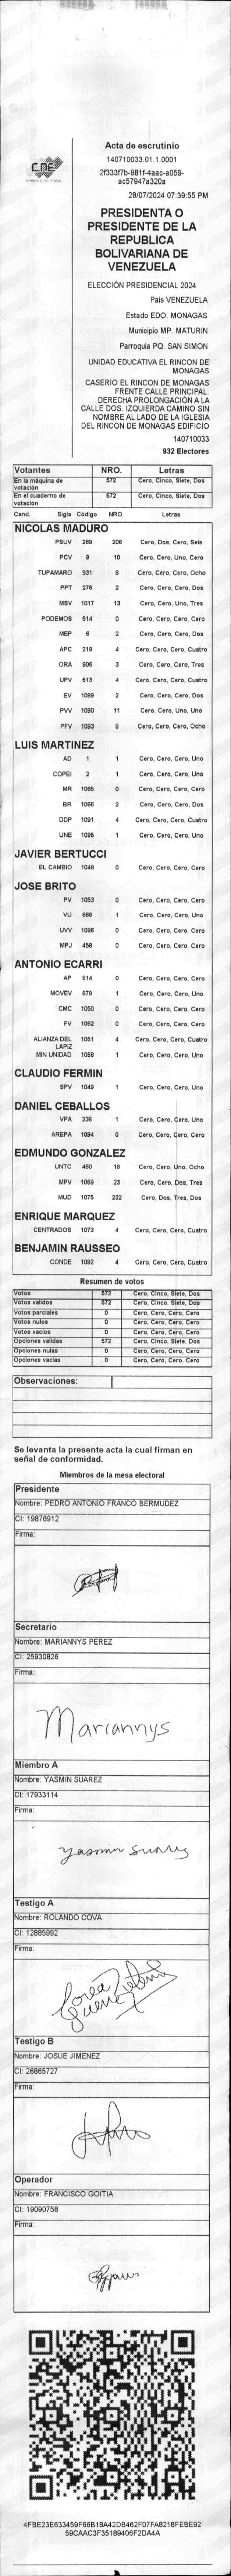 CNE
Acta de escrutinio
140710033.01.1.0001
2f333f7b-981f-4aac-a059-
ac57947a320a
28/07/2024 07:39:55 PM
PRESIDENTA O
PRESIDENTE DE LA
REPUBLICA
BOLIVARIANA DE
VENEZUELA
ELECCIÓN PRESIDENCIAL 2024
País VENEZUELA
Estado EDO. MONAGAS
Municipio MP. MATURIN
Parroquia PQ. SAN SIMON
UNIDAD EDUCATIVA EL RINCON DE
MONAGAS
CASERIO EL RINCON DE MONAGAS
FRENTE CALLE PRINCIPAL.
DERECHA PROLONGACIÓN A LA
CALLE DOS. IZQUIERDA CAMINO SIN
NOMBRE AL LADO DE LA IGLESIA
DEL RINCON DE MONAGAS EDIFICIO
140710033
932 Electores
Votantes NRO. Letras
En la máquina de votación 572 Cero, Cinco, Siete, Dos
En el cuaderno de votación 572 Cero, Cinco, Siete, Dos
Cand. Sigla Código NRO. Letras
NICOLAS MADURO
PSUV 269 206 Cero, Dos, Cero, Seis
PCV 9 10 Cero, Cero, Uno, Cero
TUPAMARO 931 8 Cero, Cero, Cero, Ocho
PPT 276 2 Cero, Cero, Cero, Dos
MSV 1017 13 Cero, Cero, Uno, Tres
PODEMOS 514 0 Cero, Cero, Cero, Cero
MEP 6 2 Cero, Cero, Cero, Dos
APC 219 4 Cero, Cero, Cero, Cuatro
ORA 906 3 Cero, Cero, Cero, Tres
UPV 613 4 Cero, Cero, Cero, Cuatro
EV 1089 2 Cero, Cero, Cero, Dos
PVV 1090 11 Cero, Cero, Uno, Uno
PFV 1093 8 Cero, Cero, Cero, Ocho
LUIS MARTINEZ
AD 1 1 Cero, Cero, Cero, Uno
COPEI 2 1 Cero, Cero, Cero, Uno
MR 1065 0 Cero, Cero, Cero, Cero
BR 1066 2 Cero, Cero, Cero, Dos
DDP 1091 4 Cero, Cero, Cero, Cuatro
UNE 1095 1 Cero, Cero, Cero, Uno
JAVIER BERTUCCI
EL CAMBIO 1048 0 Cero, Cero, Cero, Cero
JOSE BRITO
PV 1053 0 Cero, Cero, Cero, Cero
VU 868 1 Cero, Cero, Cero, Uno
UVV 1096 0 Cero, Cero, Cero, Cero
MPJ 458 0 Cero, Cero, Cero, Cero
ANTONIO ECARRI
AP 814 0 Cero, Cero, Cero, Cero
MOVEV 879 1 Cero, Cero, Cero, Uno
CMC 1050 0 Cero, Cero, Cero, Cero
FV 1062 0 Cero, Cero, Cero, Cero
ALIANZA DEL LAPIZ 1051 4 Cero, Cero, Cero, Cuatro
MIN UNIDAD 1068 1 Cero, Cero, Cero, Uno
CLAUDIO FERMIN
SPV 1049 1 Cero, Cero, Cero, Uno
DANIEL CEBALLOS
VPA 236 1 Cero, Cero, Cero, Uno
AREPA 1094 0 Cero, Cero, Cero, Cero
EDMUNDO GONZALEZ
UNTC 460 18 Cero, Cero, Uno, Ocho
MPV 1069 23 Cero, Cero, Dos, Tres
MUD 1075 232 Cero, Dos, Tres, Dos
ENRIQUE MARQUEZ
CENTRADOS 1073 4 Cero, Cero, Cero, Cuatro
BENJAMIN RAUSSEO
CONDE 1092 4 Cero, Cero, Cero, Cuatro
Resumen de votos
Votos 572 Cero, Cinco, Siete, Dos
Votos validos 572 Cero, Cinco, Siete, Dos
Votos parciales 0 Cero, Cero, Cero, Cero
Votos nulos 0 Cero, Cero, Cero, Cero
Votos vacios 0 Cero, Cero, Cero, Cero
Opciones validas 572 Cero, Cinco, Siete, Dos
Opciones nulas 0 Cero, Cero, Cero, Cero
Opciones vacias 0 Cero, Cero, Cero, Cero
Observaciones:
Se levanta la presente acta la cual firman en
señal de conformidad.
Miembros de la mesa electoral
Presidente
Nombre: PEDRO ANTONIO FRANCO BERMUDEZ
CI: 19876912
Firma:
Secretario
Nombre: MARIANNYS PEREZ
CI: 25930826
Firma:
Mariannys
Miembro A
Nombre: YASMIN SUAREZ
CI: 17933114
Firma:
Yasmin Suarez
Testigo A
Nombre: ROLANDO COVA
CI: 12885992
Firma:
Testigo B
Nombre: JOSUE JIMENEZ
CI: 26865727
Firma:
Operador
Nombre: FRANCISCO GOITIA
CI: 19090758
Firma:
4FBE23E633459F66B1BA42DB462F07FA821BFEBE92
59CAAC3F35189406F2DA4A